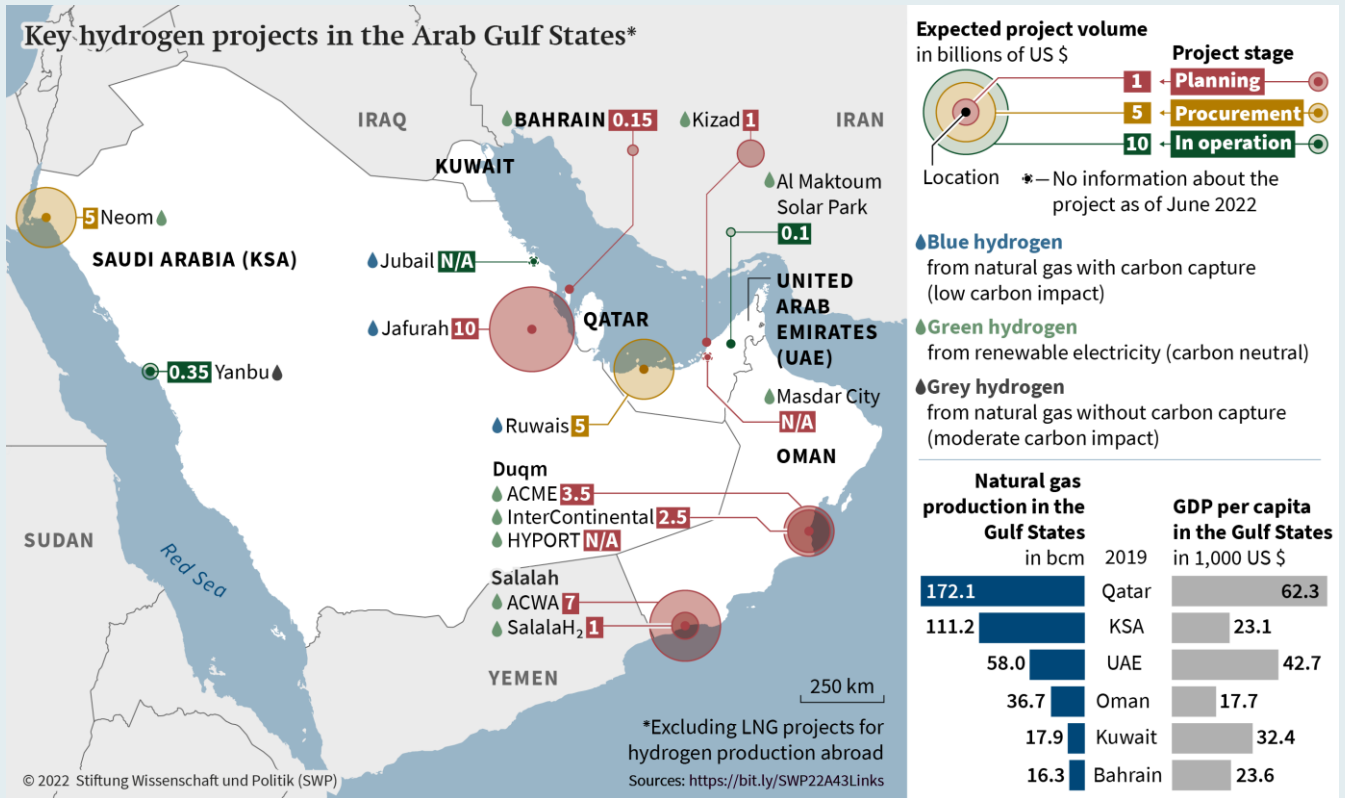 Key hydrogen projects in the Arab Gulf States*
IRAQ
BAHRAIN 0.15
Kizad 1
IRAN
KUWAIT
Al Maktoum
Solar Park
0.1
5 Neom
SAUDI ARABIA (KSA)
Jubail N/A
UNITED
ARAB
EMIRATES
(UAE)
QATAR
Jafurah 10
0.35 Yanbu
Masdar City
N/A
Ruwais 5
OMAN
Duqm
ACME 3.5
InterContinental 2.5
HYPORT N/A
SUDAN
Red Sea
Salalah
ACWA 7
SalalaH₂ 1
YEMEN
250 km
*Excluding LNG projects for
hydrogen production abroad
© 2022 Stiftung Wissenschaft und Politik (SWP)
Sources: https://bit.ly/SWP22A43Links
Expected project volume
in billions of US $
Project stage
1 Planning
5 Procurement
10 In operation
Location
No information about the
project as of June 2022
Blue hydrogen
from natural gas with carbon capture
(low carbon impact)
Green hydrogen
from renewable electricity (carbon neutral)
Grey hydrogen
from natural gas without carbon capture
(moderate carbon impact)
Natural gas
production in the
Gulf States
in bcm
2019
GDP per capita
in the Gulf States
in 1,000 US $
172.1 Qatar 62.3
111.2 KSA 23.1
58.0 UAE 42.7
36.7 Oman 17.7
17.9 Kuwait 32.4
16.3 Bahrain 23.6